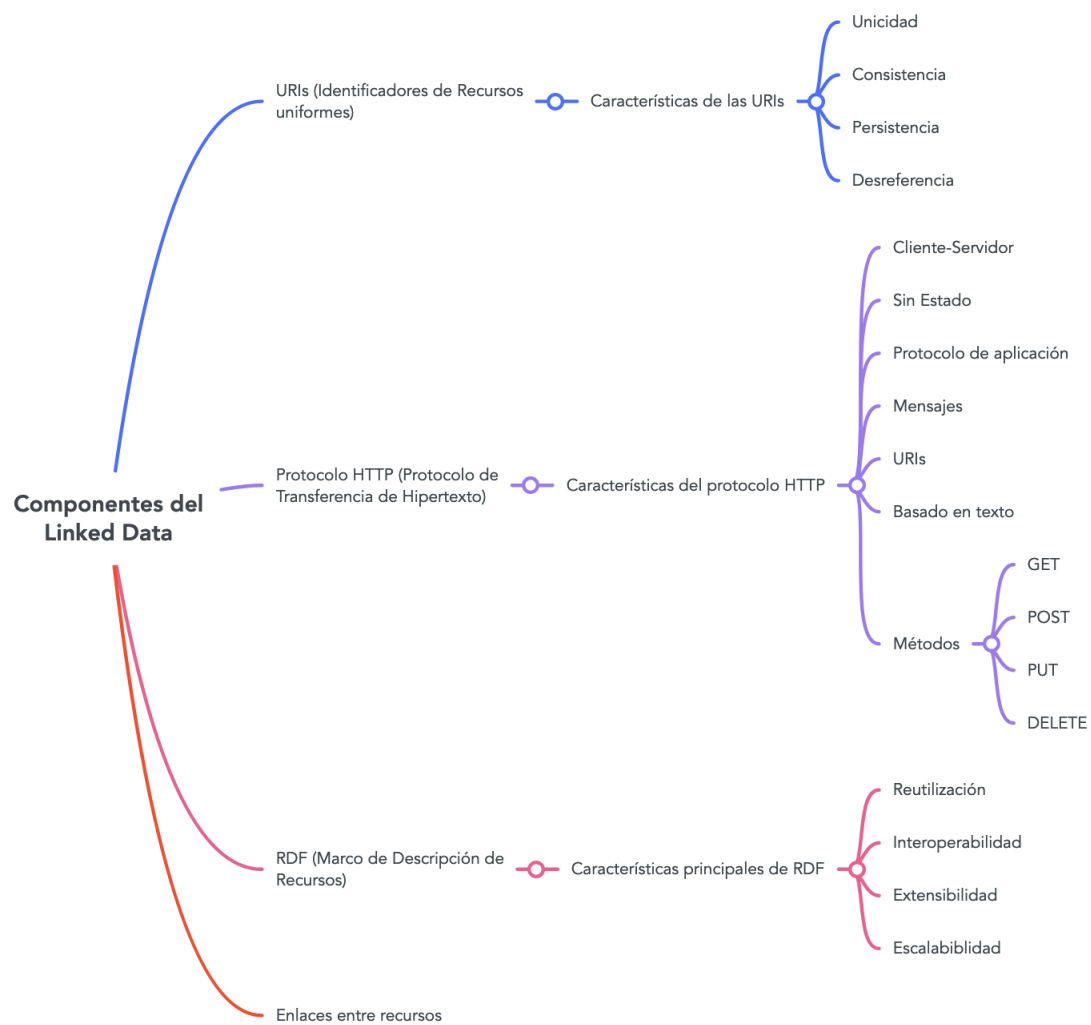 Componentes del
Linked Data
URIs (Identificadores de Recursos
uniformes)
Características de las URIs
Unicidad
Consistencia
Persistencia
Desreferencia
Protocolo HTTP (Protocolo de
Transferencia de Hipertexto)
Características del protocolo HTTP
Cliente-Servidor
Sin Estado
Protocolo de aplicación
Mensajes
URIs
Basado en texto
Métodos
GET
POST
PUT
DELETE
RDF (Marco de Descripción de
Recursos)
Características principales de RDF
Reutilización
Interoperabilidad
Extensibilidad
Escalabiblidad
Enlaces entre recursos